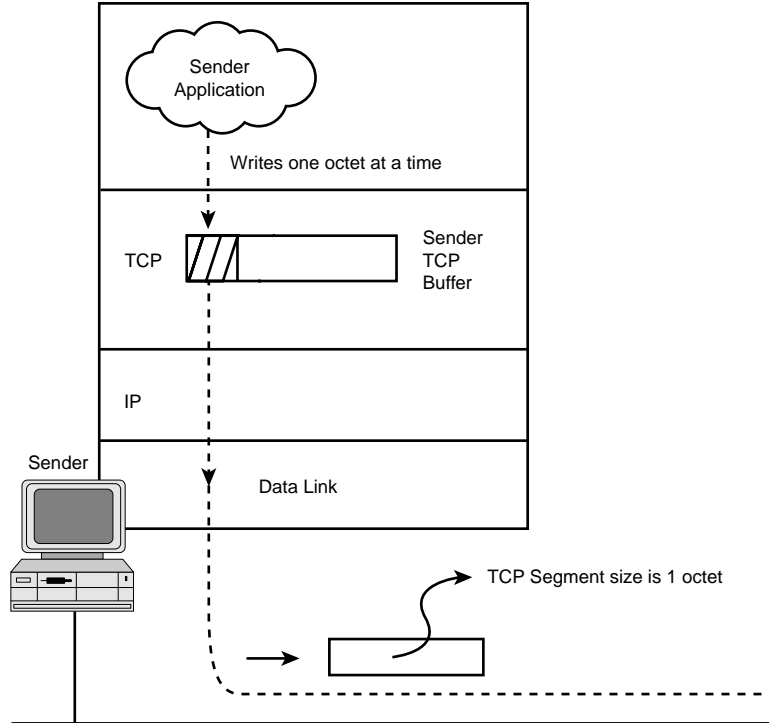 Sender
Application
Writes one octet at a time
TCP
Sender
TCP
Buffer
IP
Sender
Data Link
TCP Segment size is 1 octet